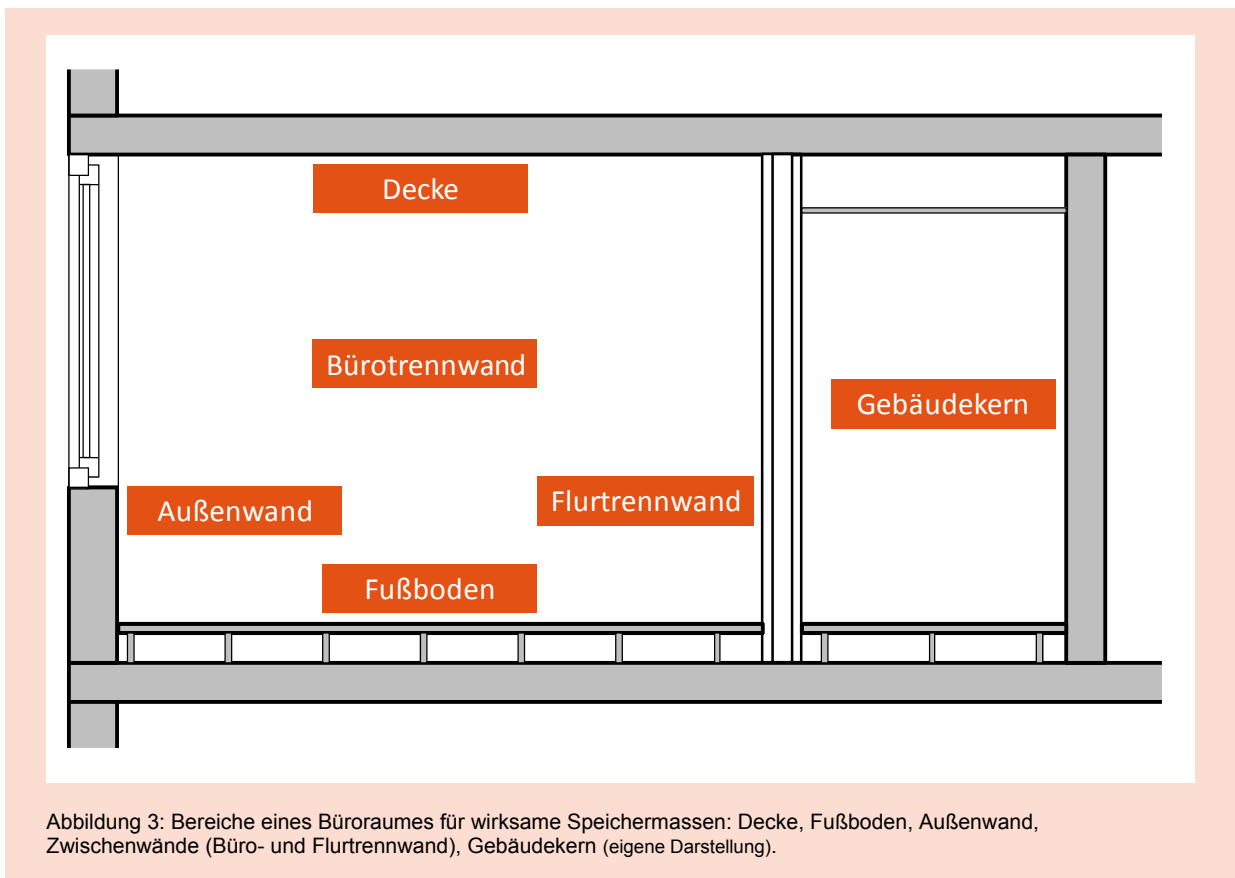 Decke
Bürotrennwand
Gebäudekern
Außenwand
Flurtrennwand
Fußboden
Abbildung 3: Bereiche eines Büroraumes für wirksame Speichermassen: Decke, Fußboden, Außenwand,
Zwischenwände (Büro- und Flurtrennwand), Gebäudekern (eigene Darstellung).